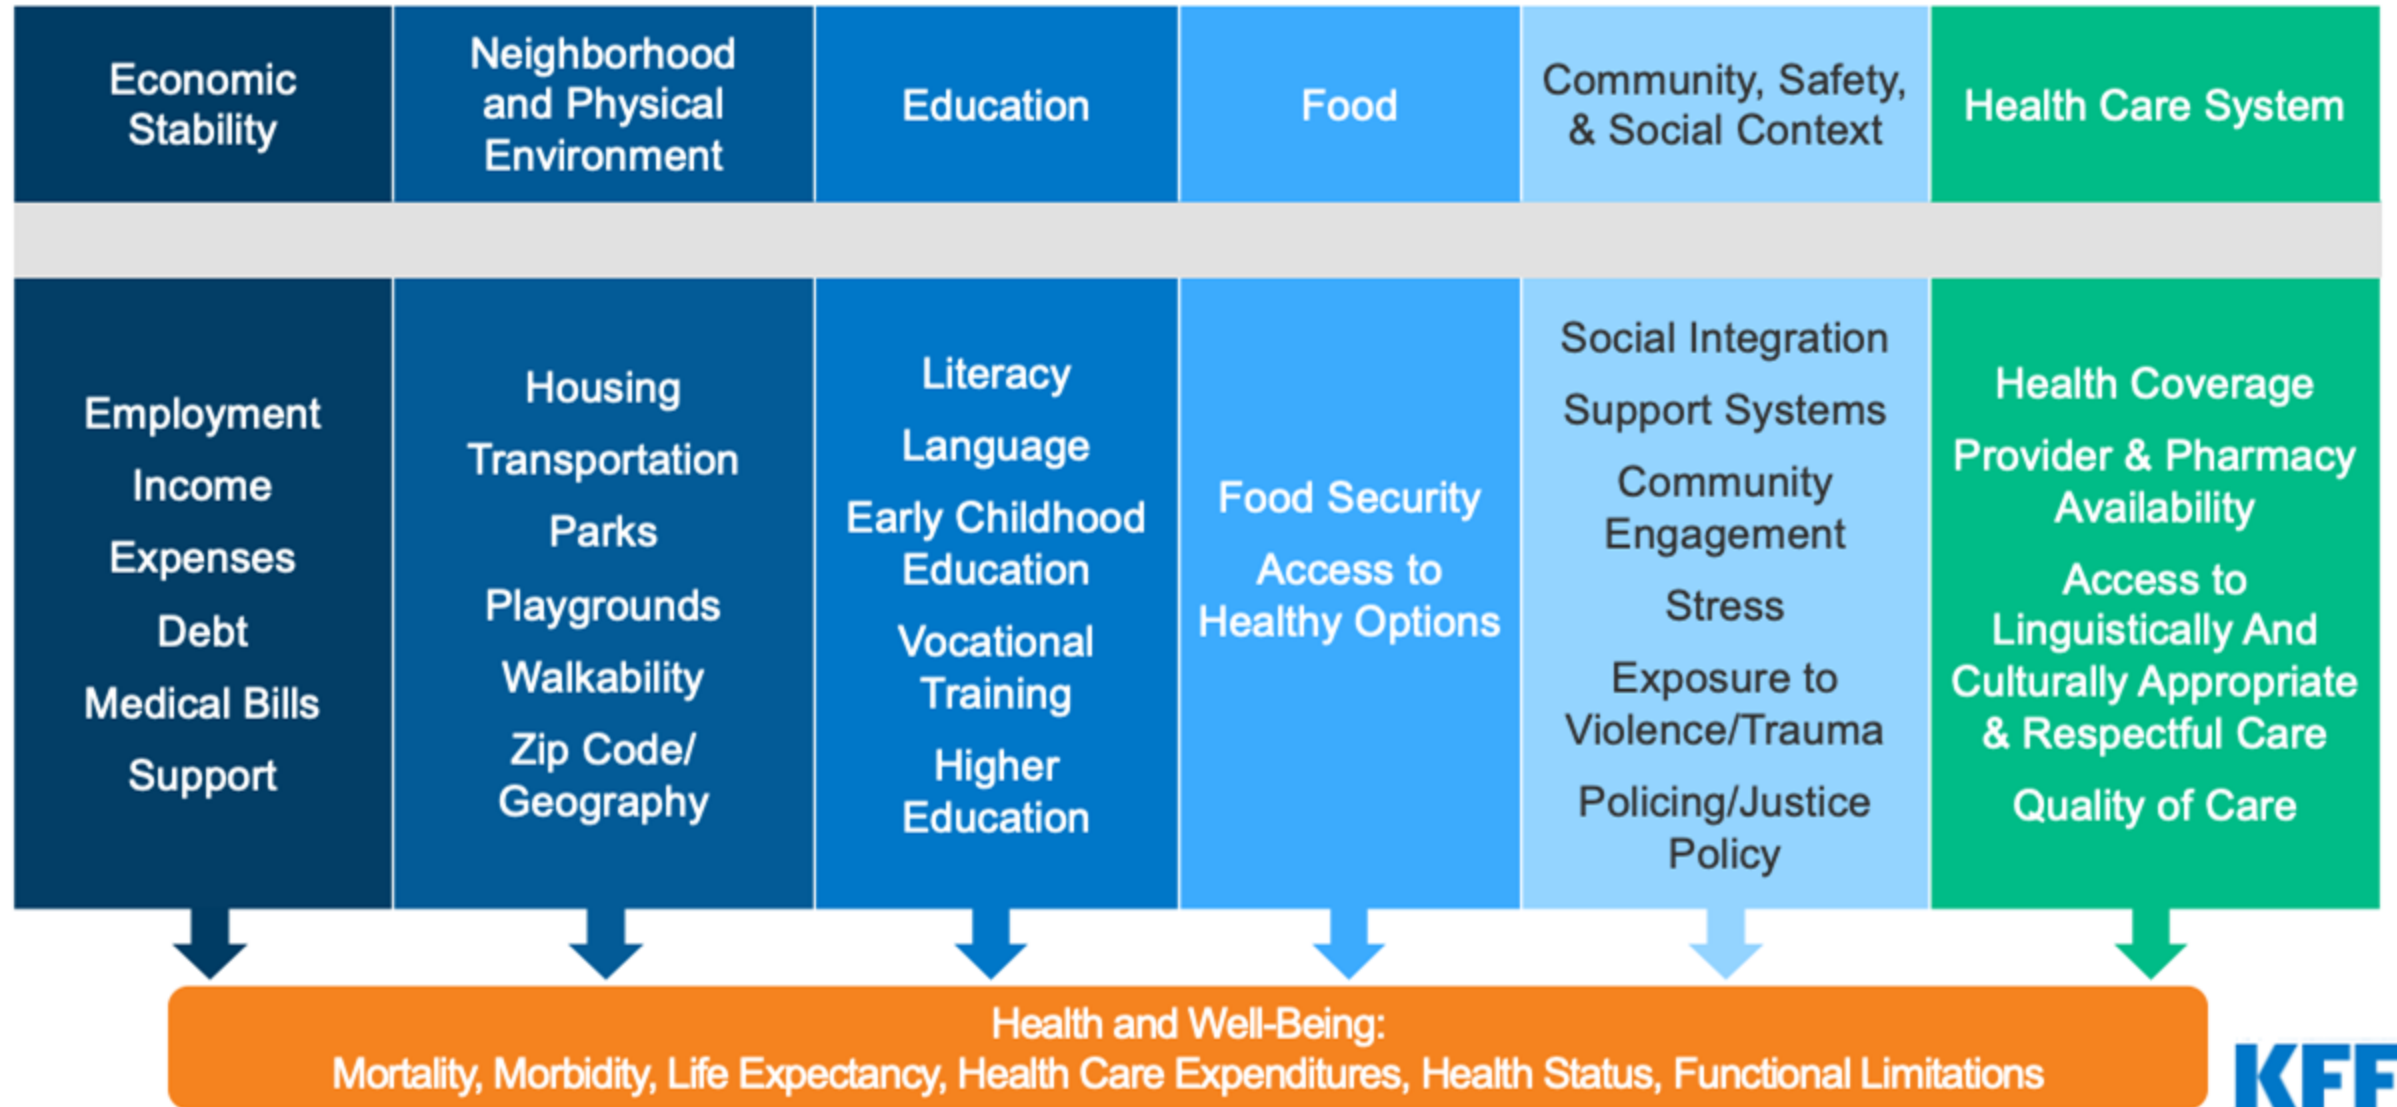 Economic
Stability
Neighborhood
and Physical
Environment
Education
Food
Community, Safety,
& Social Context
Health Care System
Employment
Income
Expenses
Debt
Medical Bills
Support
Housing
Transportation
Parks
Playgrounds
Walkability
Zip Code/
Geography
Literacy
Language
Early Childhood
Education
Vocational
Training
Higher
Education
Food Security
Access to
Healthy Options
Social Integration
Support Systems
Community
Engagement
Stress
Exposure to
Violence/Trauma
Policing/Justice
Policy
Health Coverage
Provider & Pharmacy
Availability
Access to
Linguistically And
Culturally Appropriate
& Respectful Care
Quality of Care
Health and Well-Being:
Mortality, Morbidity, Life Expectancy, Health Care Expenditures, Health Status, Functional Limitations
KFF